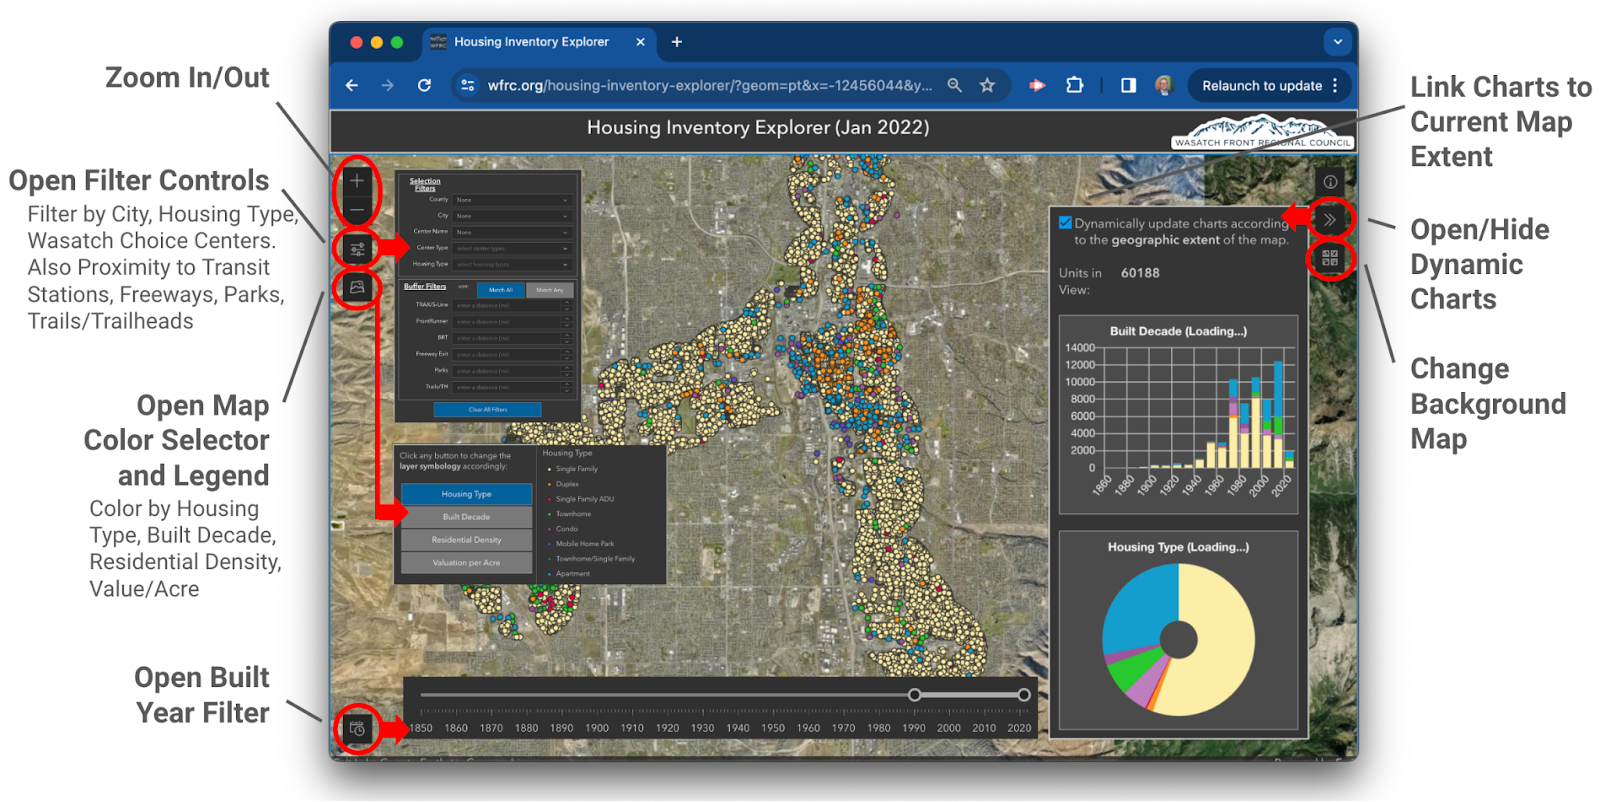 Housing Inventory Explorer
wfrc.org/housing-inventory-explorer/?geom=pt&x=-12456044&y...
Relaunch to update
Housing Inventory Explorer (Jan 2022)
WASATCH FRONT REGIONAL COUNCIL
Zoom In/Out
Open Filter Controls
Filter by City, Housing Type,
Wasatch Choice Centers.
Also Proximity to Transit
Stations, Freeways, Parks,
Trails/Trailheads
Open Map
Color Selector
and Legend
Color by Housing
Type, Built Decade,
Residential Density,
Value/Acre
Open Built
Year Filter
Selection
Filters
County None
City None
Center Name None
Center Type select center types
Housing Type select housing types
Buffer Filters
Match All
Match Any
TRAX/S-Line enter a distance (mi)
FrontRunner enter a distance (mi)
BRT enter a distance (mi)
Freeway Exit enter a distance (mi)
Parks enter a distance (mi)
Trails/TH enter a distance (mi)
Clear All Filters
Click any button to change the
layer symbology accordingly:
Housing Type
Built Decade
Residential Density
Valuation per Acre
Housing Type
Single Family
Duplex
Single Family ADU
Townhome
Condo
Mobile Home Park
Townhome/Single Family
Apartment
1850 1860 1870 1880 1890 1900 1910 1920 1930 1940 1950 1960 1970 1980 1990 2000 2010 2020
Dynamically update charts according
to the geographic extent of the map.
Units in
View:
60188
Built Decade (Loading...)
14000
12000
10000
8000
6000
4000
2000
0
1860 1880 1900 1920 1940 1960 1980 2000 2020
Housing Type (Loading...)
Link Charts to
Current Map
Extent
Open/Hide
Dynamic
Charts
Change
Background
Map